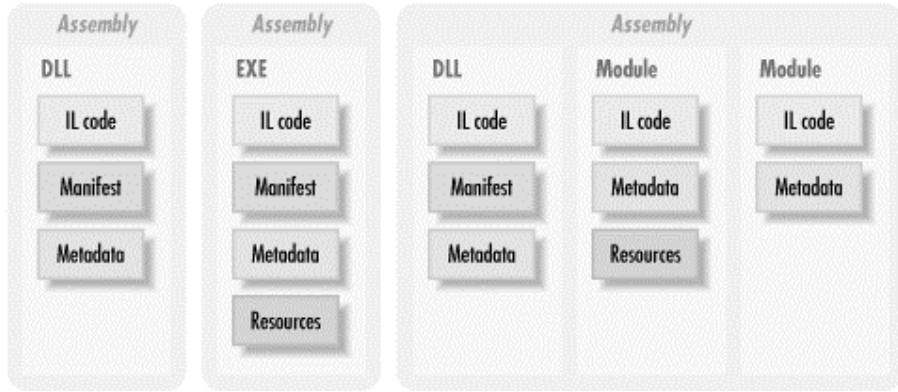 Assembly
DLL
IL code
Manifest
Metadata
Assembly
EXE
IL code
Manifest
Metadata
Resources
Assembly
DLL
IL code
Manifest
Metadata
Module
IL code
Metadata
Resources
Module
IL code
Metadata